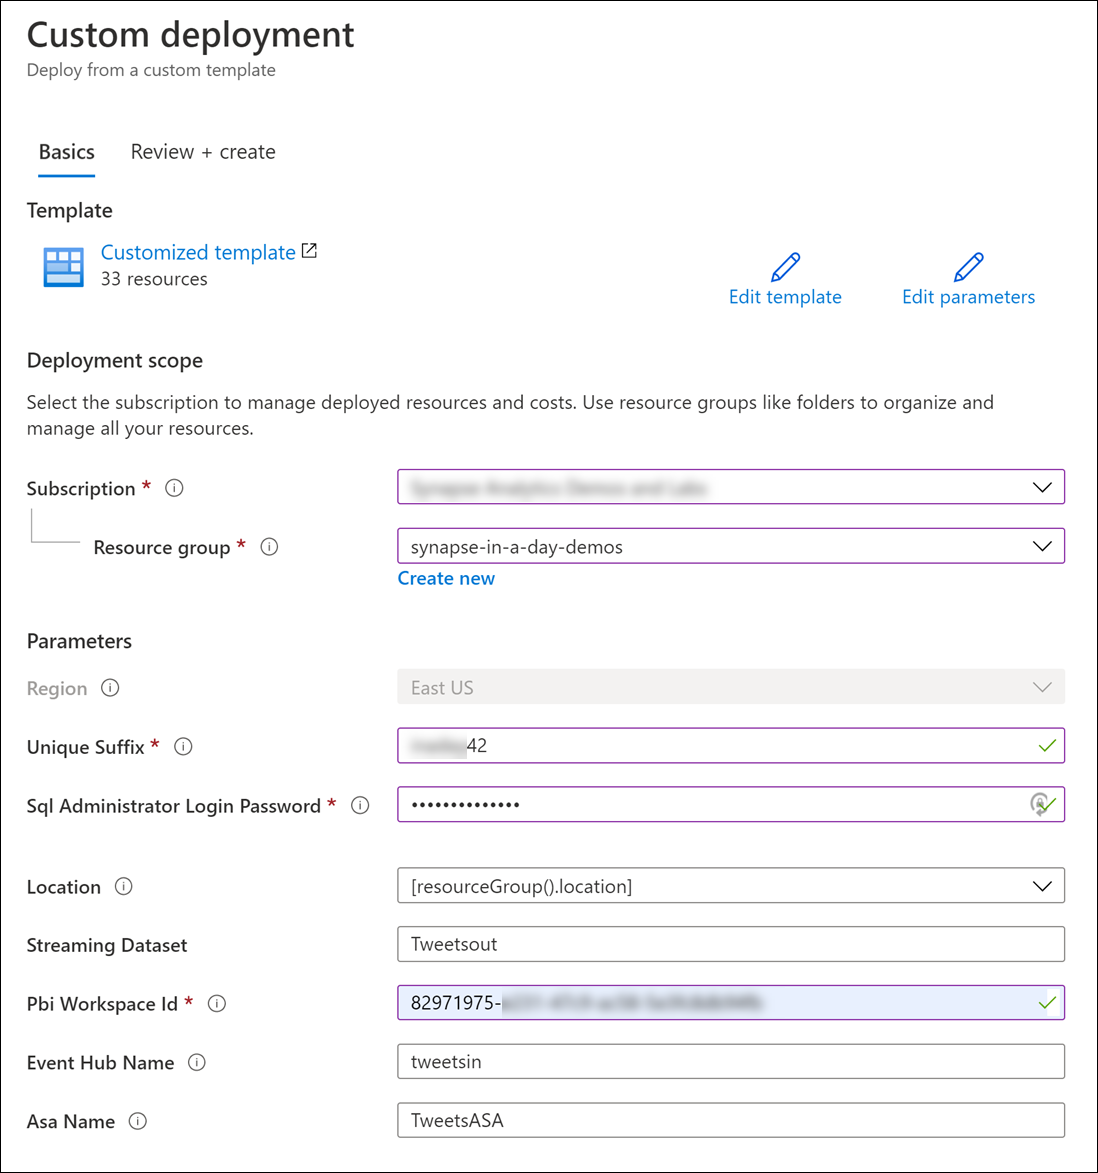 Custom deployment
Deploy from a custom template
Basics Review + create
Template
Customized template
33 resources
Edit template Edit parameters
Deployment scope
Select the subscription to manage deployed resources and costs. Use resource groups like folders to organize and
manage all your resources.
Subscription *
Resource group * synapse-in-a-day-demos
Create new
Parameters
Region East US
Unique Suffix * 42
Sql Administrator Login Password * ••••••••••••••
Location [resourceGroup().location]
Streaming Dataset Tweetsout
Pbi Workspace Id * 82971975-
Event Hub Name tweetsin
Asa Name TweetsASA